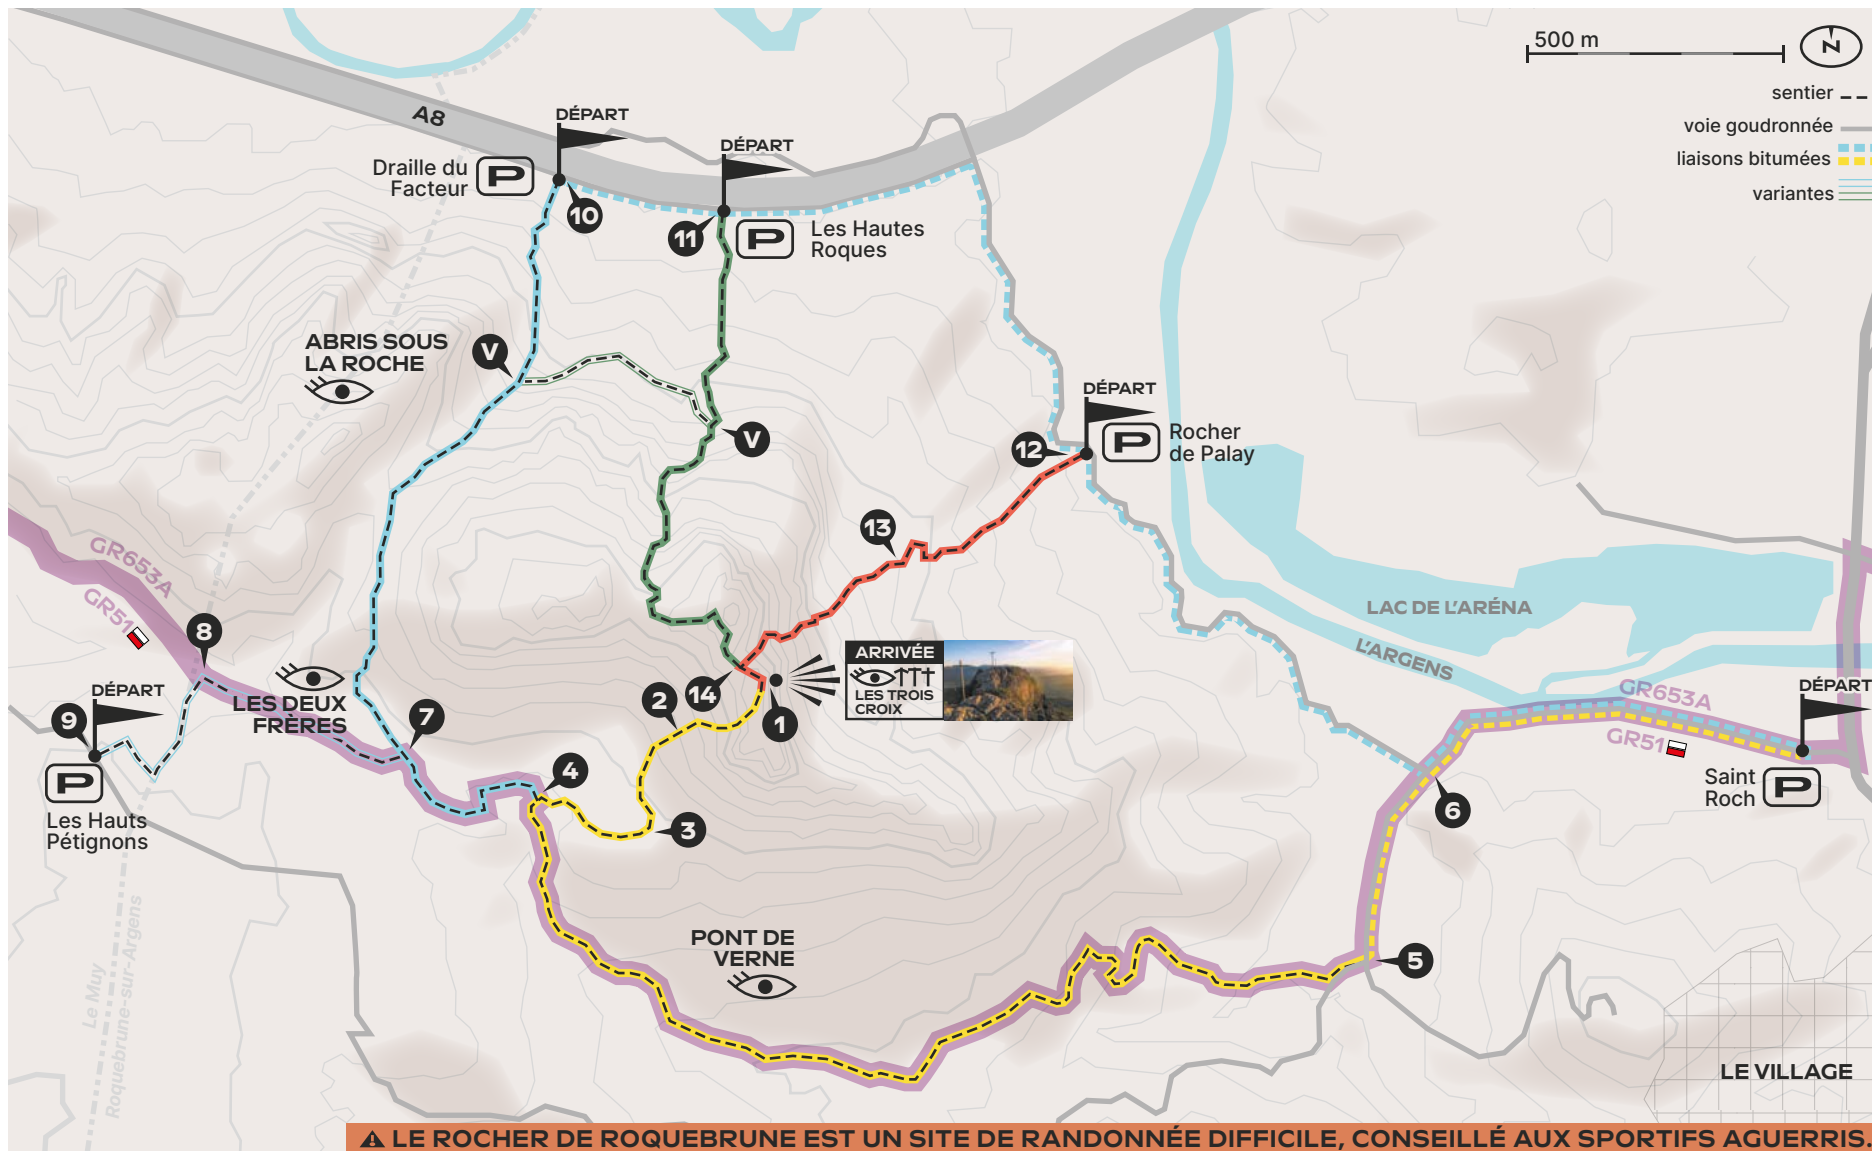 500 m
N
sentier
voie goudronnée
liaisons bitumées
variantes
A8
DÉPART
Draille du
Facteur
P
10
DÉPART
11
P
Les Hautes
Roques
ABRIS SOUS
LA ROCHE
V
V
DÉPART
12
P
Rocher
de Palay
13
GR653A
GR51
8
LES DEUX
FRÈRES
DÉPART
9
P
Les Hauts
Pétignons
7
14
2
1
ARRIVÉE
LES TROIS
CROIX
4
3
LAC DE L'ARÉNA
L'ARGENS
GR653A
GR51
DÉPART
Saint
Roch
P
6
5
PONT DE
VERNE
Le Muy
Roquebrune-sur-Argens
LE VILLAGE
LE ROCHER DE ROQUEBRUNE EST UN SITE DE RANDONNÉE DIFFICILE, CONSEILLÉ AUX SPORTIFS AGUERRIS.